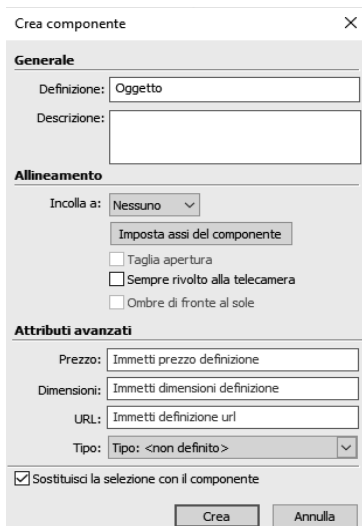 Crea componente
Generale
Definizione: Oggetto
Descrizione:
Allineamento
Incolla a: Nessuno
Imposta assi del componente
Taglia apertura
Sempre rivolto alla telecamera
Ombre di fronte al sole
Attributi avanzati
Prezzo: Immetti prezzo definizione
Dimensioni: Immetti dimensioni definizione
URL: Immetti definizione url
Tipo: Tipo: <non definito>
Sostituisci la selezione con il componente
Crea Annulla